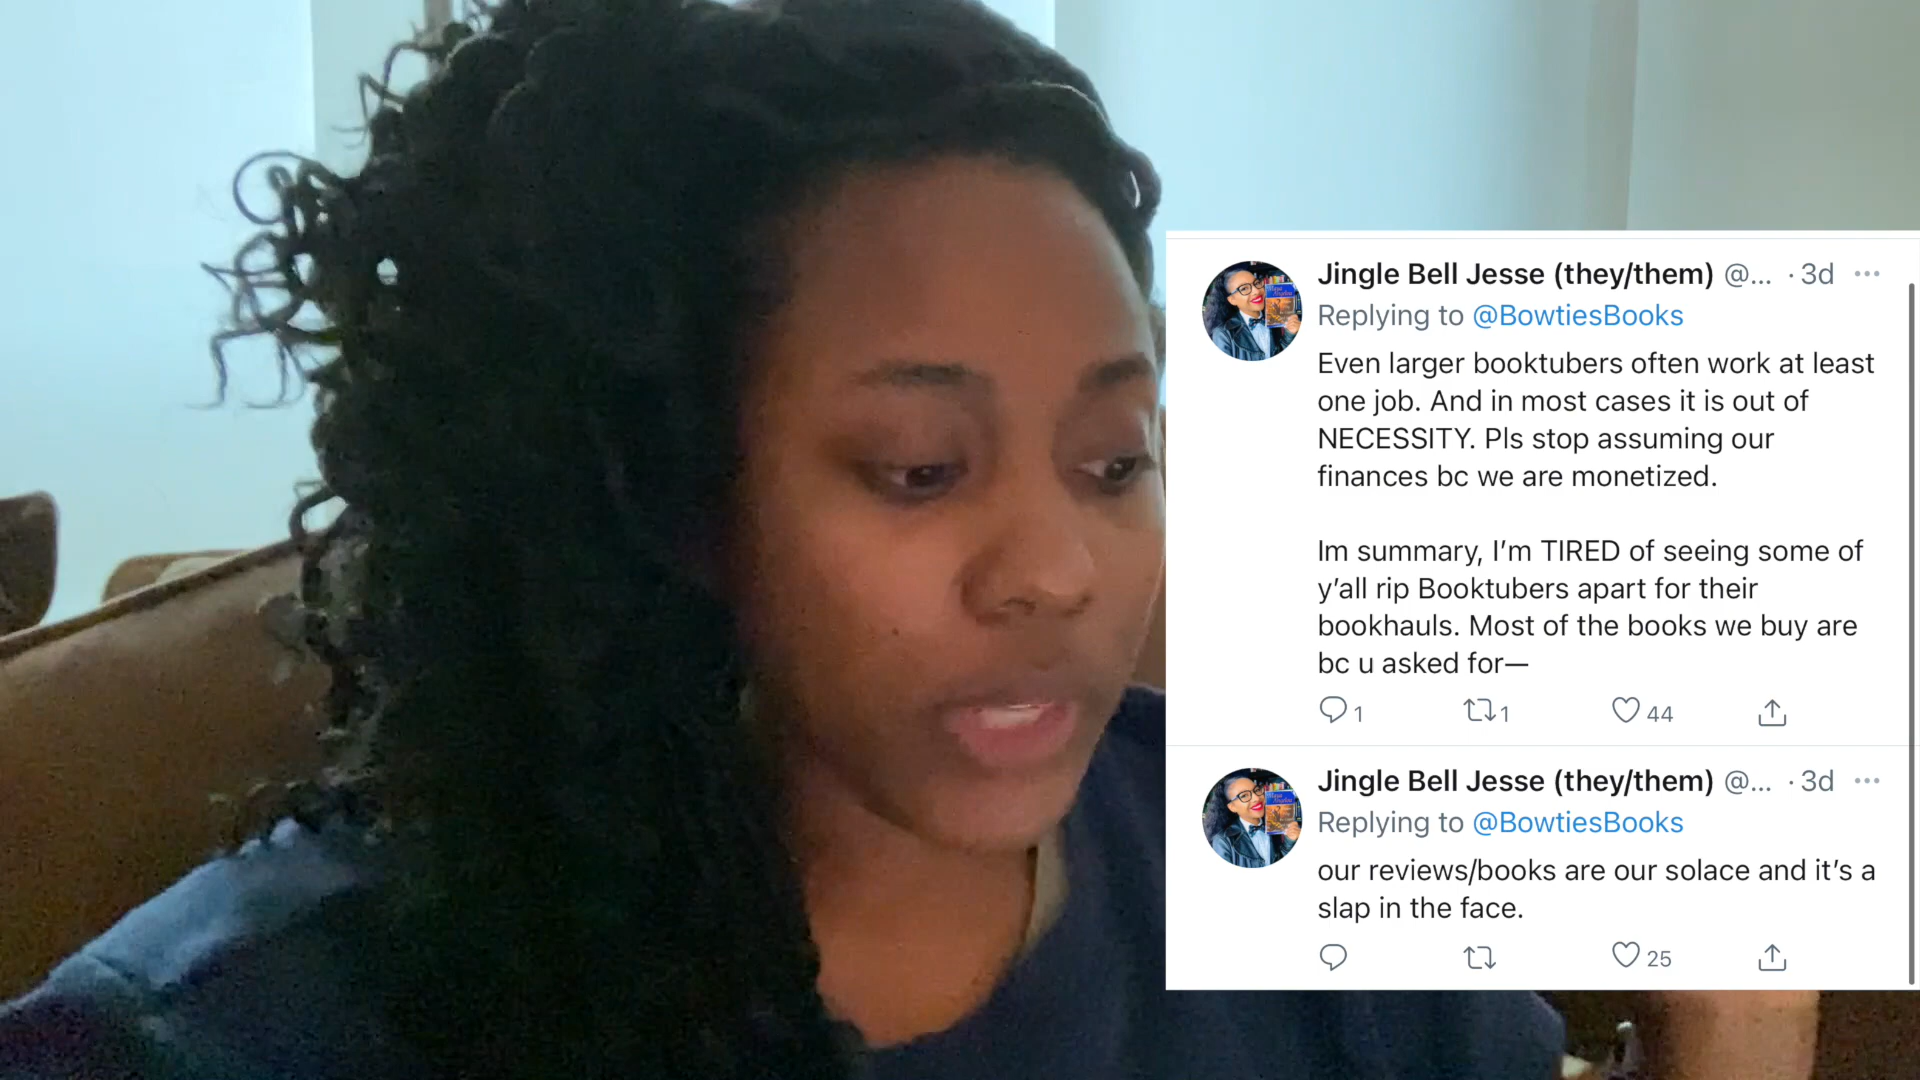 Jingle Bell Jesse (they/them) @... · 3d
Replying to @BowtiesBooks
Even larger booktubers often work at least
one job. And in most cases it is out of
NECESSITY. Pls stop assuming our
finances bc we are monetized.
Im summary, I’m TIRED of seeing some of
y’all rip Booktubers apart for their
bookhauls. Most of the books we buy are
bc u asked for—
1 1 44
Jingle Bell Jesse (they/them) @... · 3d
Replying to @BowtiesBooks
our reviews/books are our solace and it’s a
slap in the face.
25